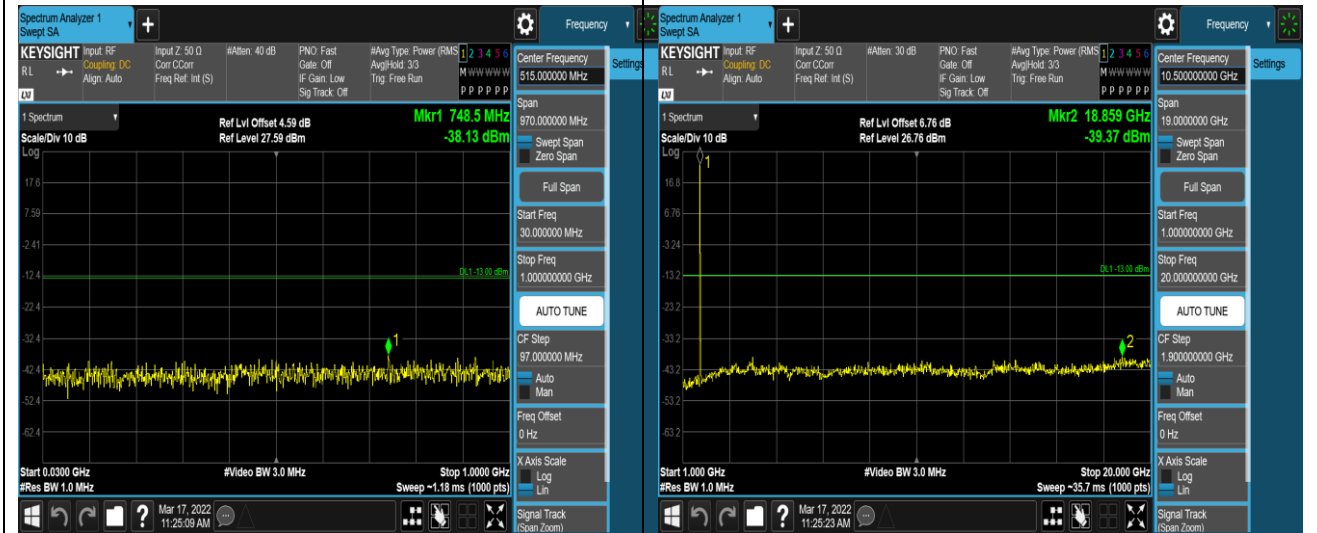 Spectrum Analyzer 1
Swept SA
+
Frequency
KEYSIGHT
R L
LXI
Input: RF
Coupling: DC
Align: Auto
Input Z: 50 Ω
Corr CCorr
Freq Ref: Int (S)
#Atten: 40 dB
PNO: Fast
Gate: Off
IF Gain: Low
Sig Track: Off
#Avg Type: Power (RMS
Avg|Hold: 3/3
Trig: Free Run
1 2 3 4 5 6
M W W W W W
P P P P P P
Center Frequency
515.000000 MHz
Settings
Span
970.000000 MHz
Swept Span
Zero Span
Full Span
Start Freq
30.000000 MHz
Stop Freq
1.000000000 GHz
AUTO TUNE
CF Step
97.000000 MHz
Auto
Man
Freq Offset
0 Hz
X Axis Scale
Log
Lin
Signal Track
(Span Zoom)
1 Spectrum
Scale/Div 10 dB
Log
Ref Lvl Offset 4.59 dB
Ref Level 27.59 dBm
Mkr1 748.5 MHz
-38.13 dBm
17.6
7.59
-2.41
-12.4
DL1 -13.00 dBm
-22.4
-32.4
1
-42.4
-52.4
-62.4
Start 0.0300 GHz
#Res BW 1.0 MHz
#Video BW 3.0 MHz
Stop 1.0000 GHz
Sweep ~1.18 ms (1000 pts)
?
Mar 17, 2022
11:25:09 AM
Spectrum Analyzer 1
Swept SA
+
Frequency
KEYSIGHT
R L
LXI
Input: RF
Coupling: DC
Align: Auto
Input Z: 50 Ω
Corr CCorr
Freq Ref: Int (S)
#Atten: 30 dB
PNO: Fast
Gate: Off
IF Gain: Low
Sig Track: Off
#Avg Type: Power (RMS
Avg|Hold: 3/3
Trig: Free Run
1 2 3 4 5 6
M W W W W W
P P P P P P
Center Frequency
10.500000000 GHz
Settings
Span
19.0000000 GHz
Swept Span
Zero Span
Full Span
Start Freq
1.000000000 GHz
Stop Freq
20.000000000 GHz
AUTO TUNE
CF Step
1.900000000 GHz
Auto
Man
Freq Offset
0 Hz
X Axis Scale
Log
Lin
Signal Track
(Span Zoom)
1 Spectrum
Scale/Div 10 dB
Log
Ref Lvl Offset 6.76 dB
Ref Level 26.76 dBm
Mkr2 18.859 GHz
-39.37 dBm
1
16.8
6.76
-3.24
-13.2
DL1 -13.00 dBm
-23.2
-33.2
2
-43.2
-53.2
-63.2
Start 1.000 GHz
#Res BW 1.0 MHz
#Video BW 3.0 MHz
Stop 20.000 GHz
Sweep ~35.7 ms (1000 pts)
?
Mar 17, 2022
11:25:23 AM